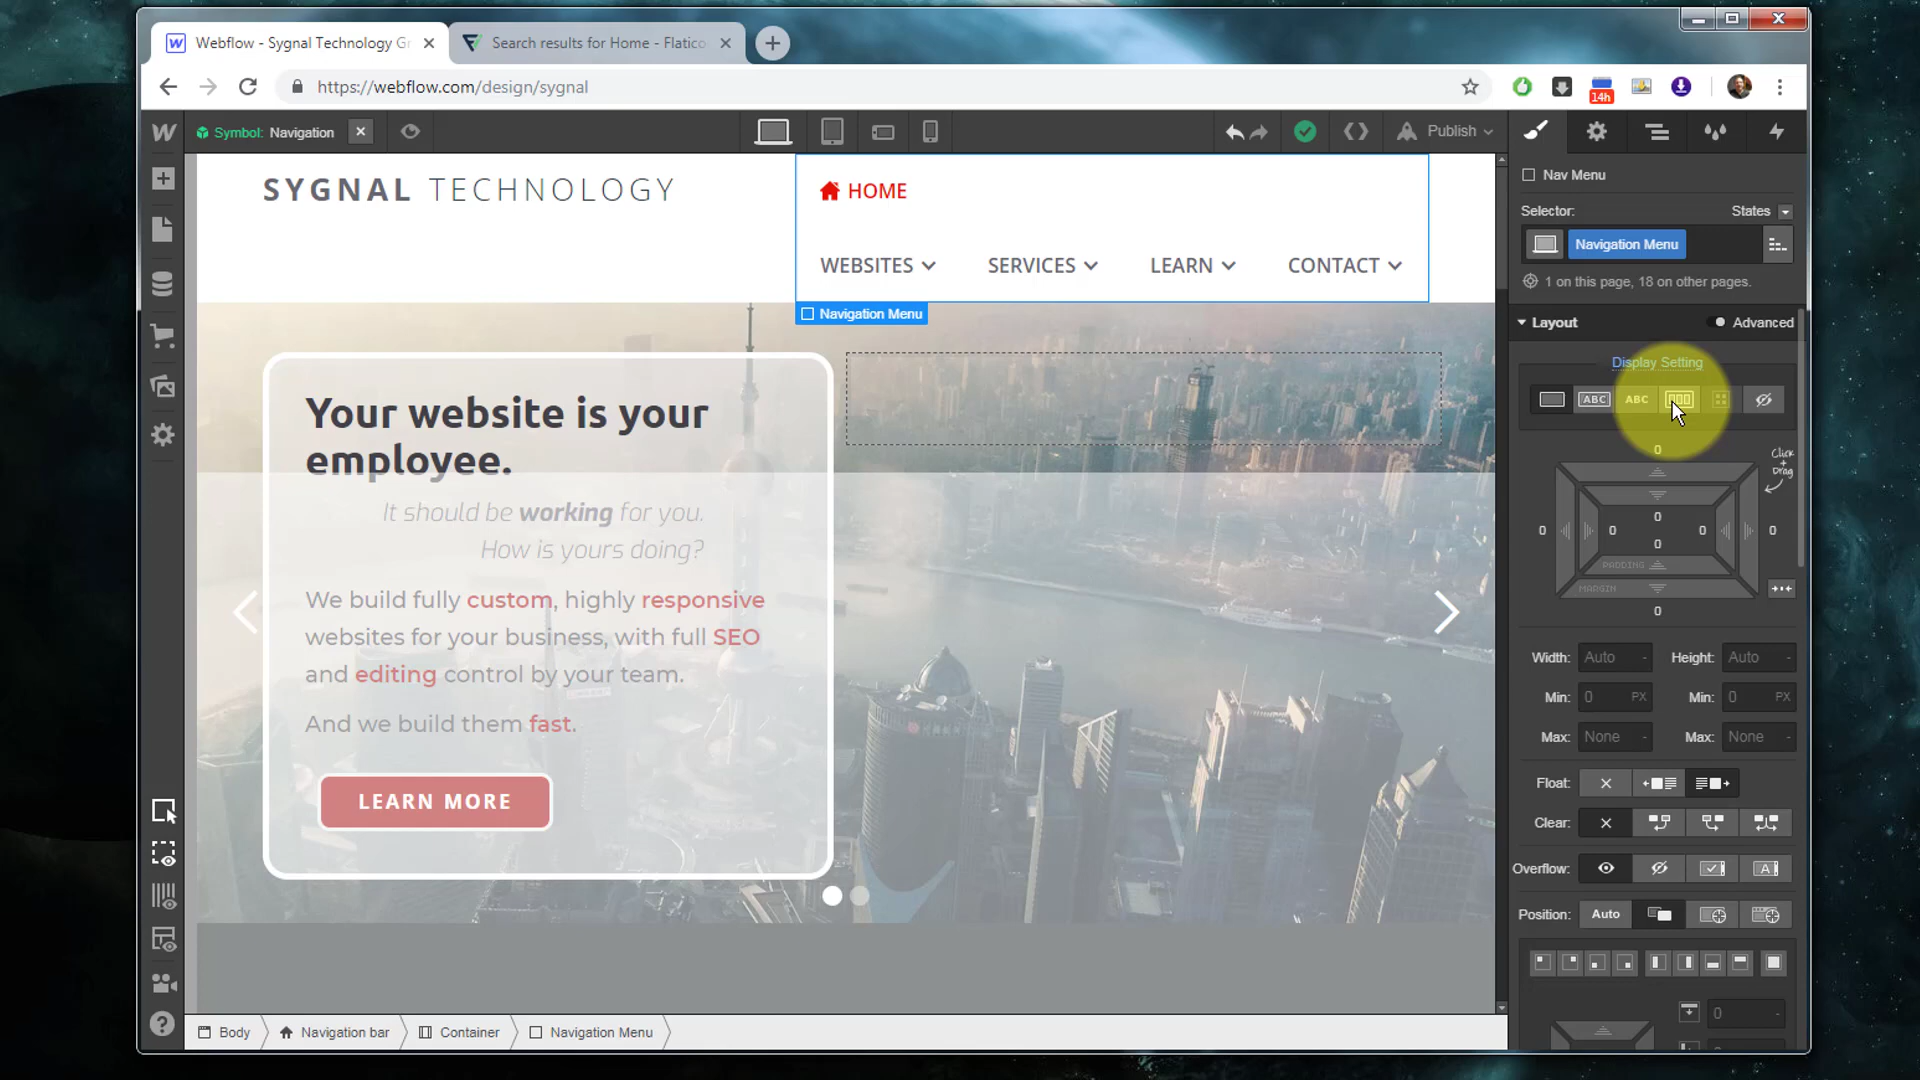 Webflow - Sygnal Technology Gr
Search results for Home - Flatico
https://webflow.com/design/sygnal
14h
Symbol: Navigation
Publish
SYGNAL TECHNOLOGY
HOME
WEBSITES
SERVICES
LEARN
CONTACT
Navigation Menu
Your website is your
employee.
It should be working for you.
How is yours doing?
We build fully custom, highly responsive
websites for your business, with full SEO
and editing control by your team.
And we build them fast.
LEARN MORE
Body
Navigation bar
Container
Navigation Menu
Nav Menu
Selector:
States
Navigation Menu
1 on this page, 18 on other pages.
Layout
Advanced
Display Setting
ABC
ABC
0
Click
+
Drag
0
0
0
0
0
0
PADDING
MARGIN
0
Width: Auto -
Height: Auto -
Min: 0 PX
Min: 0 PX
Max: None -
Max: None -
Float:
Clear:
Overflow:
A
Position: Auto
0 -